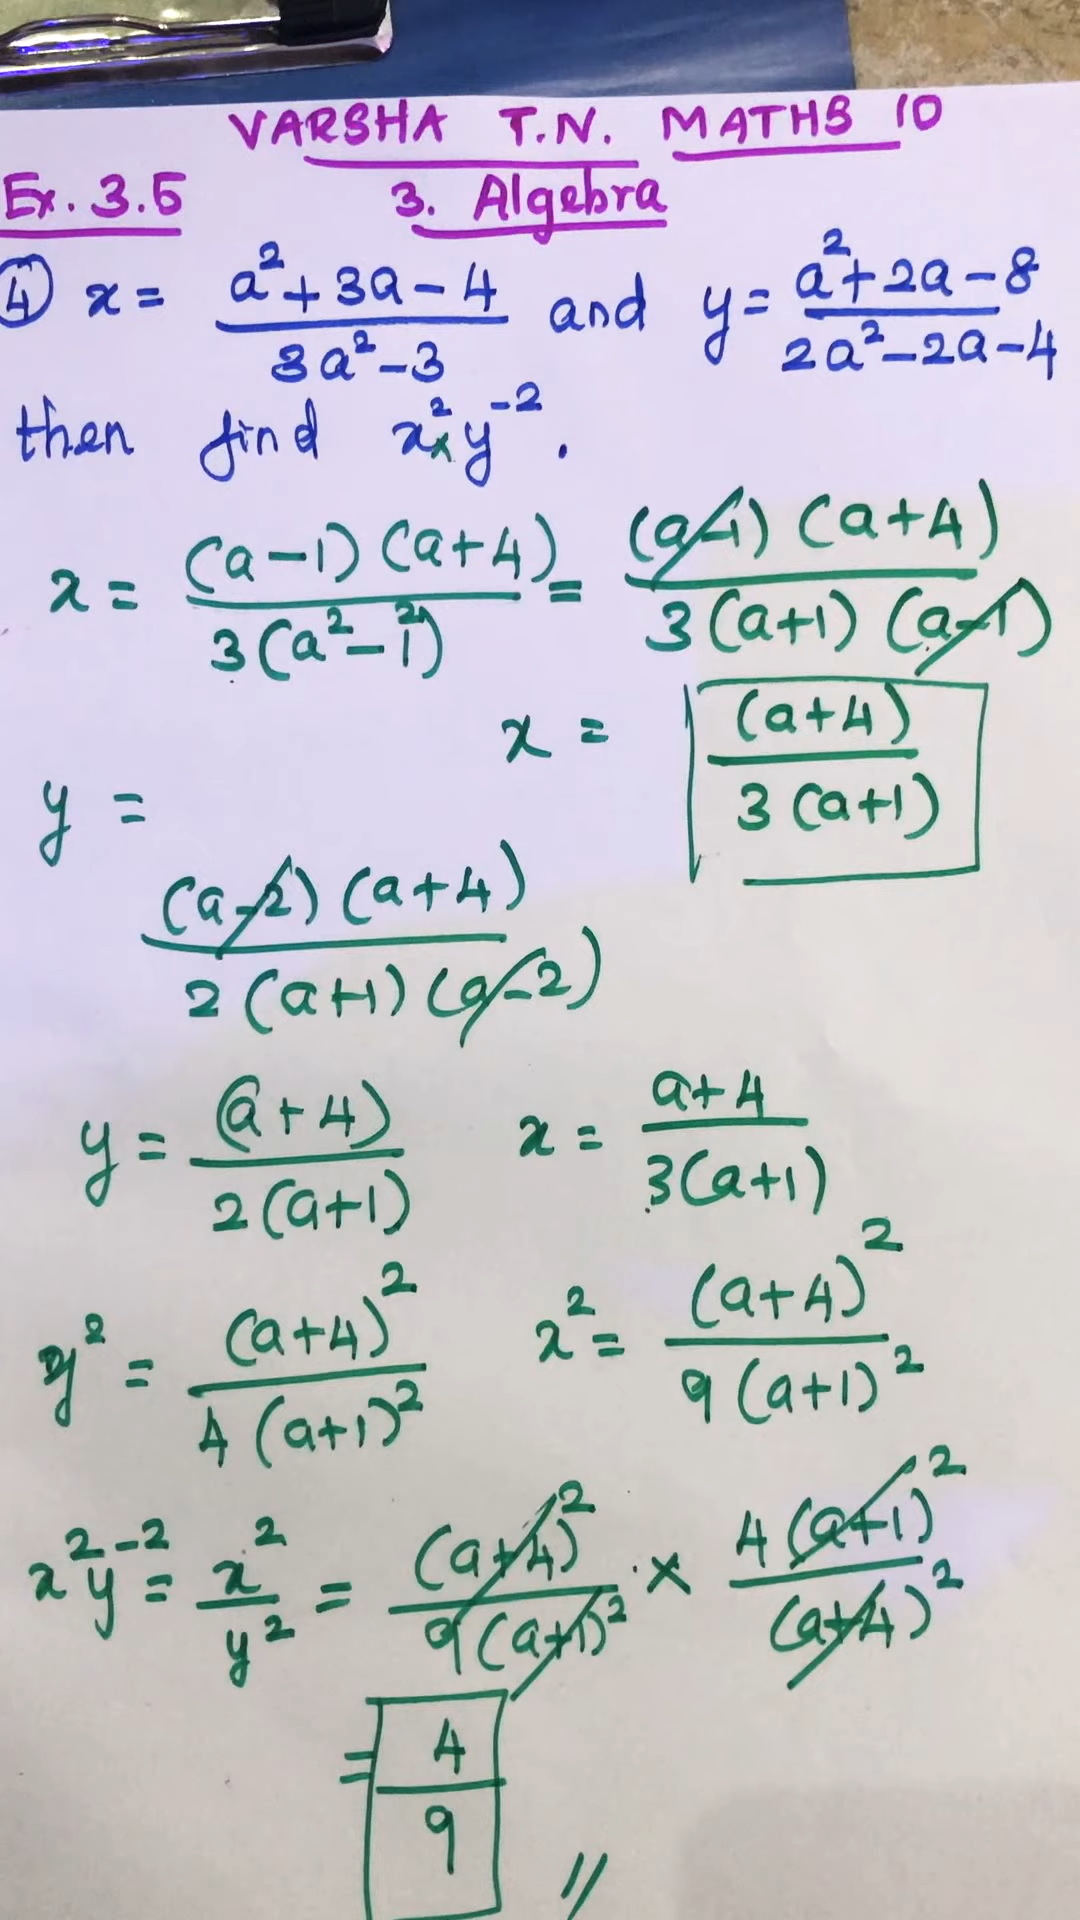 VARSHA T.N. MATHS 10
Ex. 3.5 3. Algebra
④ x = (a² + 3a - 4) / (3a² - 3) and y = (a² + 2a - 8) / (2a² - 2a - 4)
then find x² × y⁻².
x = (a-1)(a+4) / 3(a² - 1²) = (a-1)(a+4) / 3(a+1)(a-1)
x = (a+4) / 3(a+1)
y =
(a-2)(a+4) / 2(a+1)(a-2)
y = (a+4) / 2(a+1) x = a+4 / 3(a+1)
y² = (a+4)² / 4(a+1)² x² = (a+4)² / 9(a+1)²
x² y⁻² = x² / y² = (a+4)² / 9(a+1)² × 4(a+1)² / (a+4)²
= 4 / 9 //